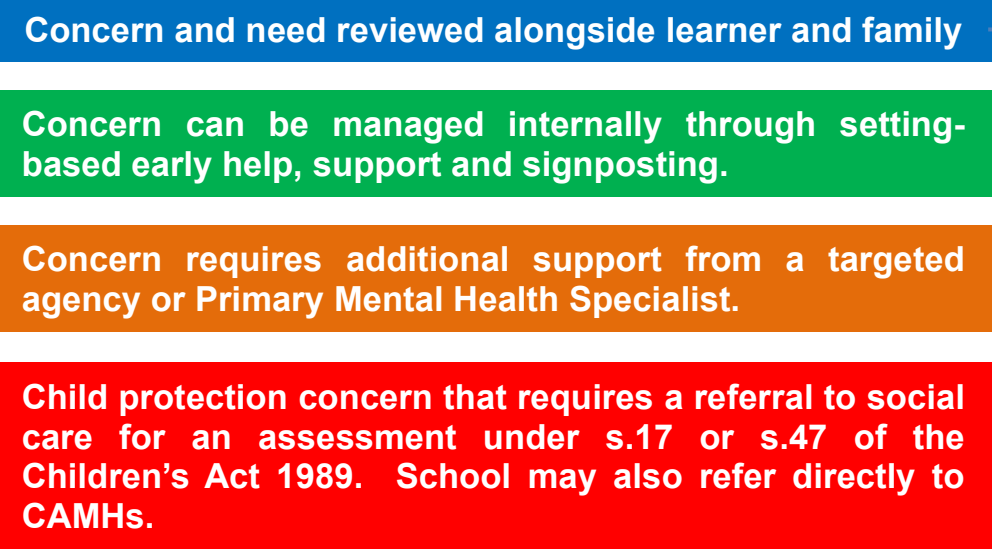 Concern and need reviewed alongside learner and family
Concern can be managed internally through setting-
based early help, support and signposting.
Concern requires additional support from a targeted
agency or Primary Mental Health Specialist.
Child protection concern that requires a referral to social
care for an assessment under s.17 or s.47 of the
Children’s Act 1989.  School may also refer directly to
CAMHs.